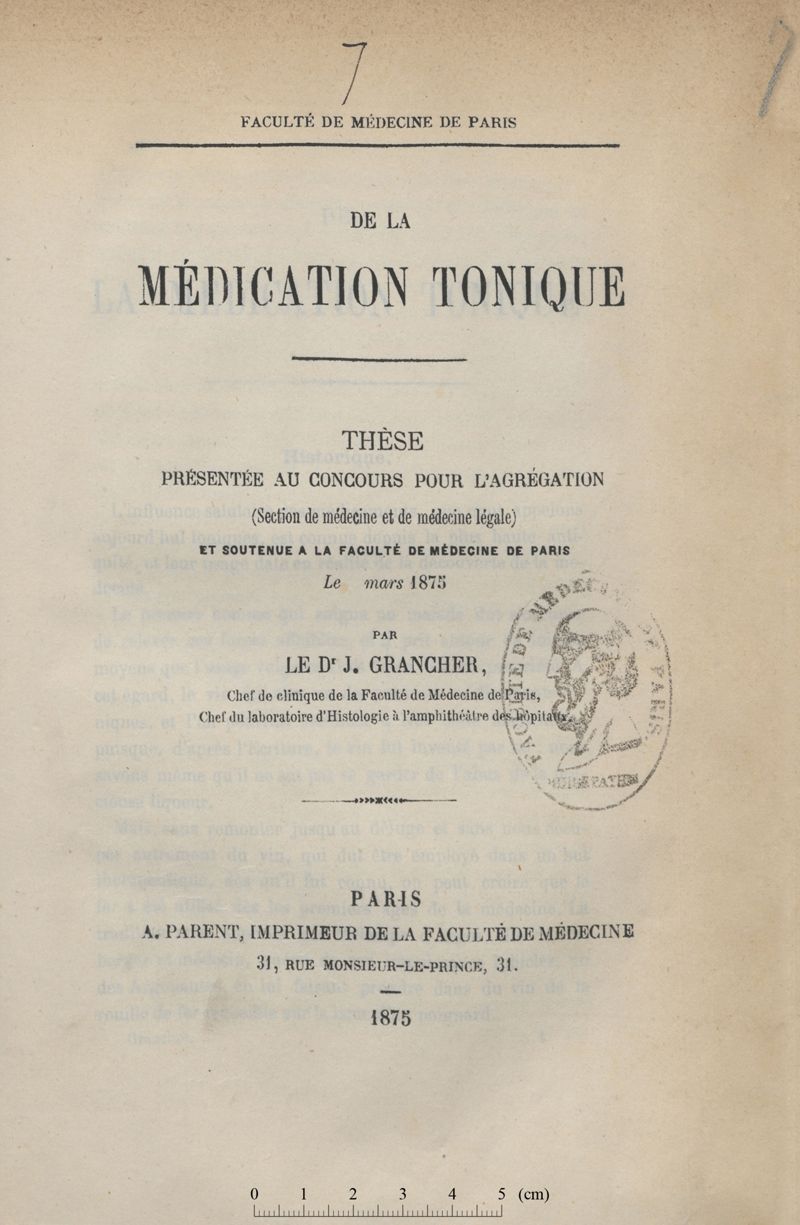 7
FACULTÉ DE MÉDECINE DE PARIS
DE LA
MÉDICATION TONIQUE
THÈSE
PRÉSENTÉE AU CONCOURS POUR L'AGRÉGATION
(Section de médecine et de médecine légale)
ET SOUTENUE A LA FACULTÉ DE MÉDECINE DE PARIS
Le mars 1875
PAR
LE Dr J. GRANCHER,
Chef de clinique de la Faculté de Médecine de Paris,
Chef du laboratoire d'Histologie à l'amphithéâtre des hôpitaux.
PARIS
A. PARENT, IMPRIMEUR DE LA FACULTÉ DE MÉDECINE
31, RUE MONSIEUR-LE-PRINCE, 31.
1875
0 1 2 3 4 5 (cm)